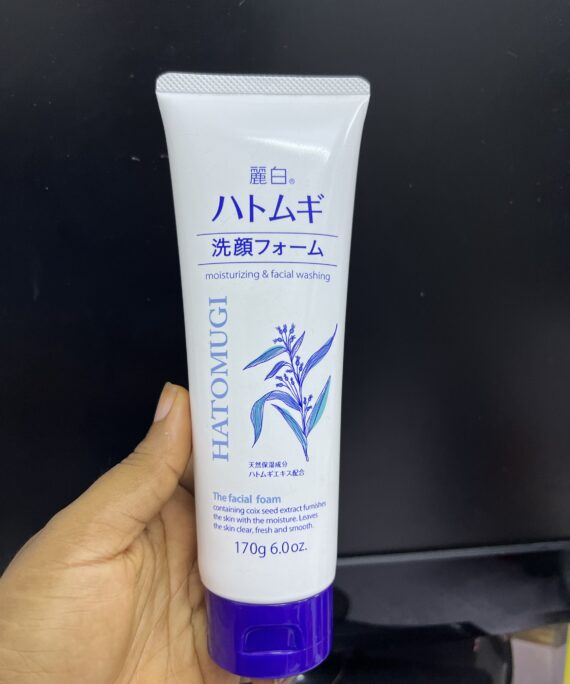 麗白®
ハトムギ
洗顔フォーム
moisturizing & facial washing
HATOMUGI
天然保湿成分
ハトムギエキス配合
The facial foam
containing coix seed extract furnishes
the skin with the moisture. Leaves
the skin clear, fresh and smooth.
170g 6.0oz.